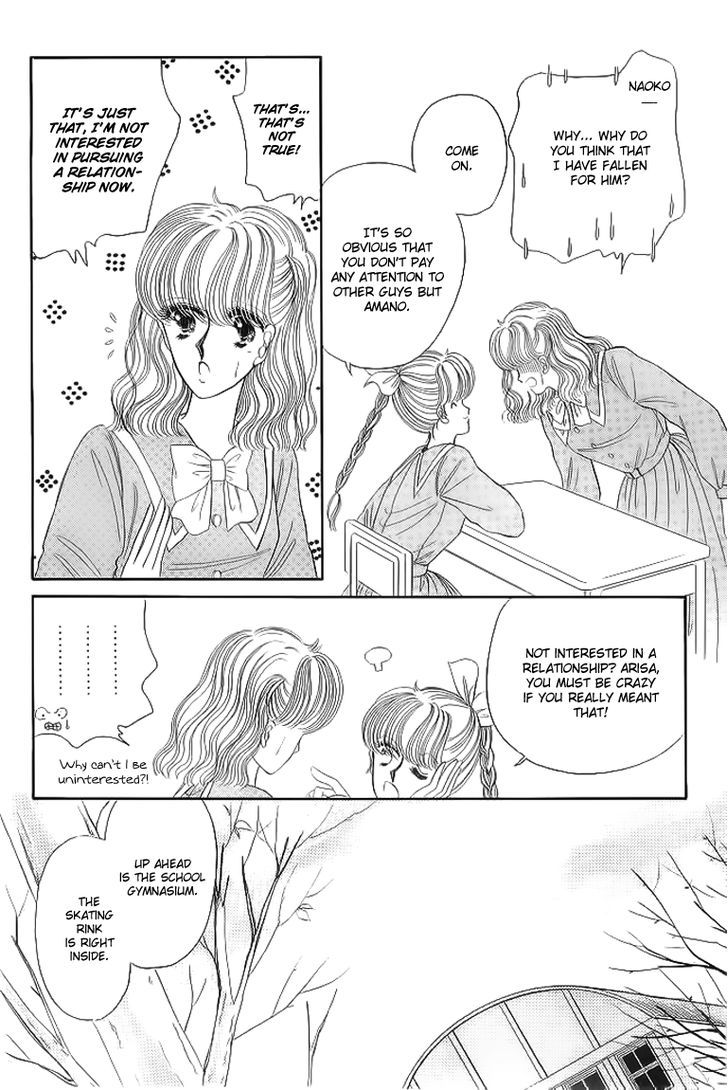 NAOKO
—
WHY... WHY DO
YOU THINK THAT
I HAVE FALLEN
FOR HIM?
COME
ON.
IT'S SO
OBVIOUS THAT
YOU DON'T PAY
ANY ATTENTION TO
OTHER GUYS BUT
AMANO.
THAT'S...
THAT'S
NOT
TRUE!
IT'S JUST
THAT, I'M NOT
INTERESTED
IN PURSUING
A RELATION-
SHIP NOW.
NOT INTERESTED IN A
RELATIONSHIP? ARISA,
YOU MUST BE CRAZY
IF YOU REALLY MEANT
THAT!
Why can't I be
uninterested?!
UP AHEAD
IS THE SCHOOL
GYMNASIUM.
THE
SKATING
RINK
IS RIGHT
INSIDE.